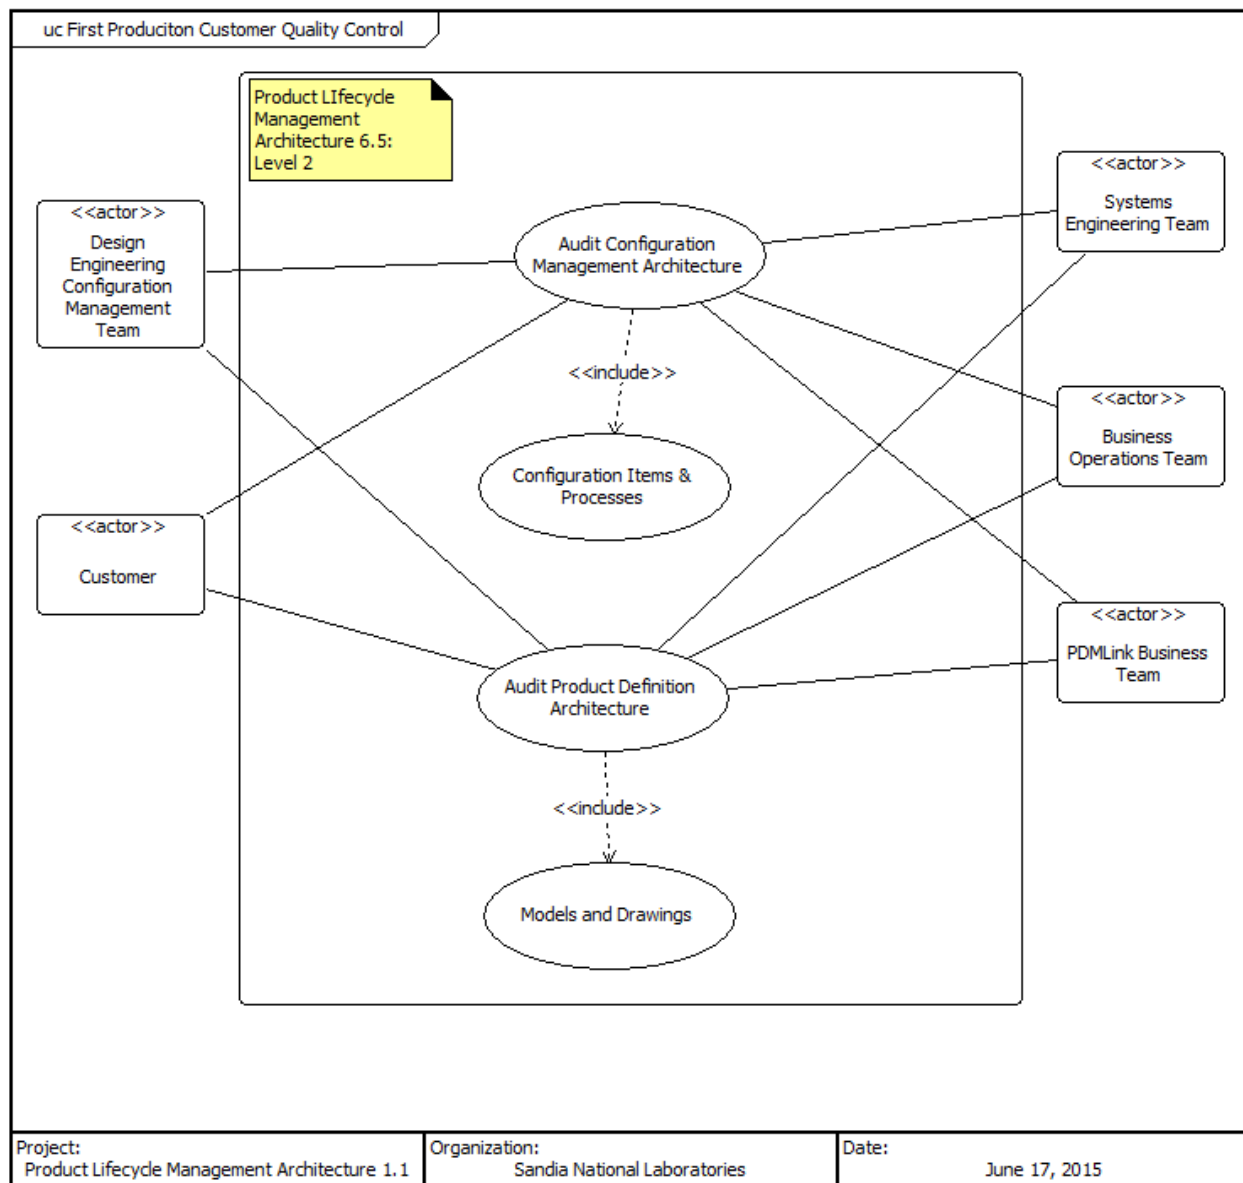 uc First Produciton Customer Quality Control
Product LIfecycle
Management
Architecture 6.5:
Level 2
<<actor>>
Design
Engineering
Configuration
Management
Team
<<actor>>
Customer
Audit Configuration
Management Architecture
<<include>>
Configuration Items &
Processes
Audit Product Definition
Architecture
<<include>>
Models and Drawings
<<actor>>
Systems
Engineering Team
<<actor>>
Business
Operations Team
<<actor>>
PDMLink Business
Team
Project:
Product Lifecycle Management Architecture 1.1
Organization:
Sandia National Laboratories
Date:
June 17, 2015